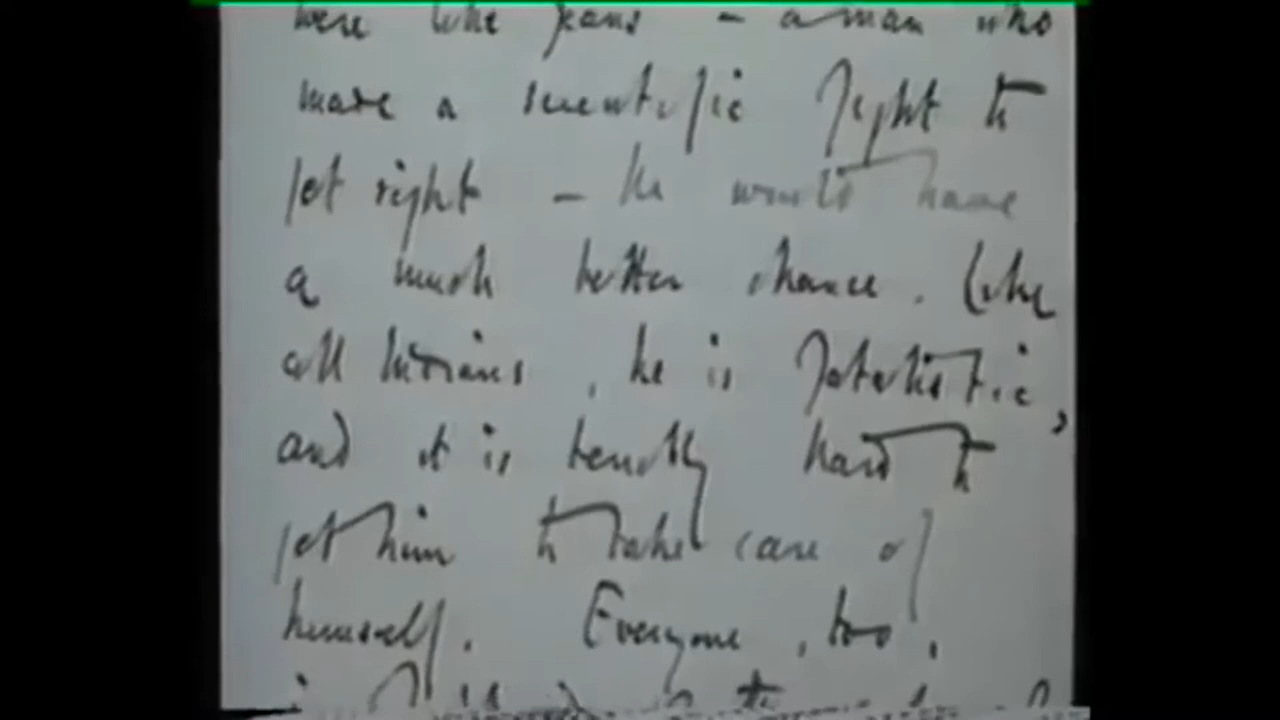 were like Jeans – a man who
made a scientific fight to
get right – he would have
a much better chance. Like
all Indians, he is fatalistic,
and it is terribly hard to
get him to take care of
himself. Everyone, too,